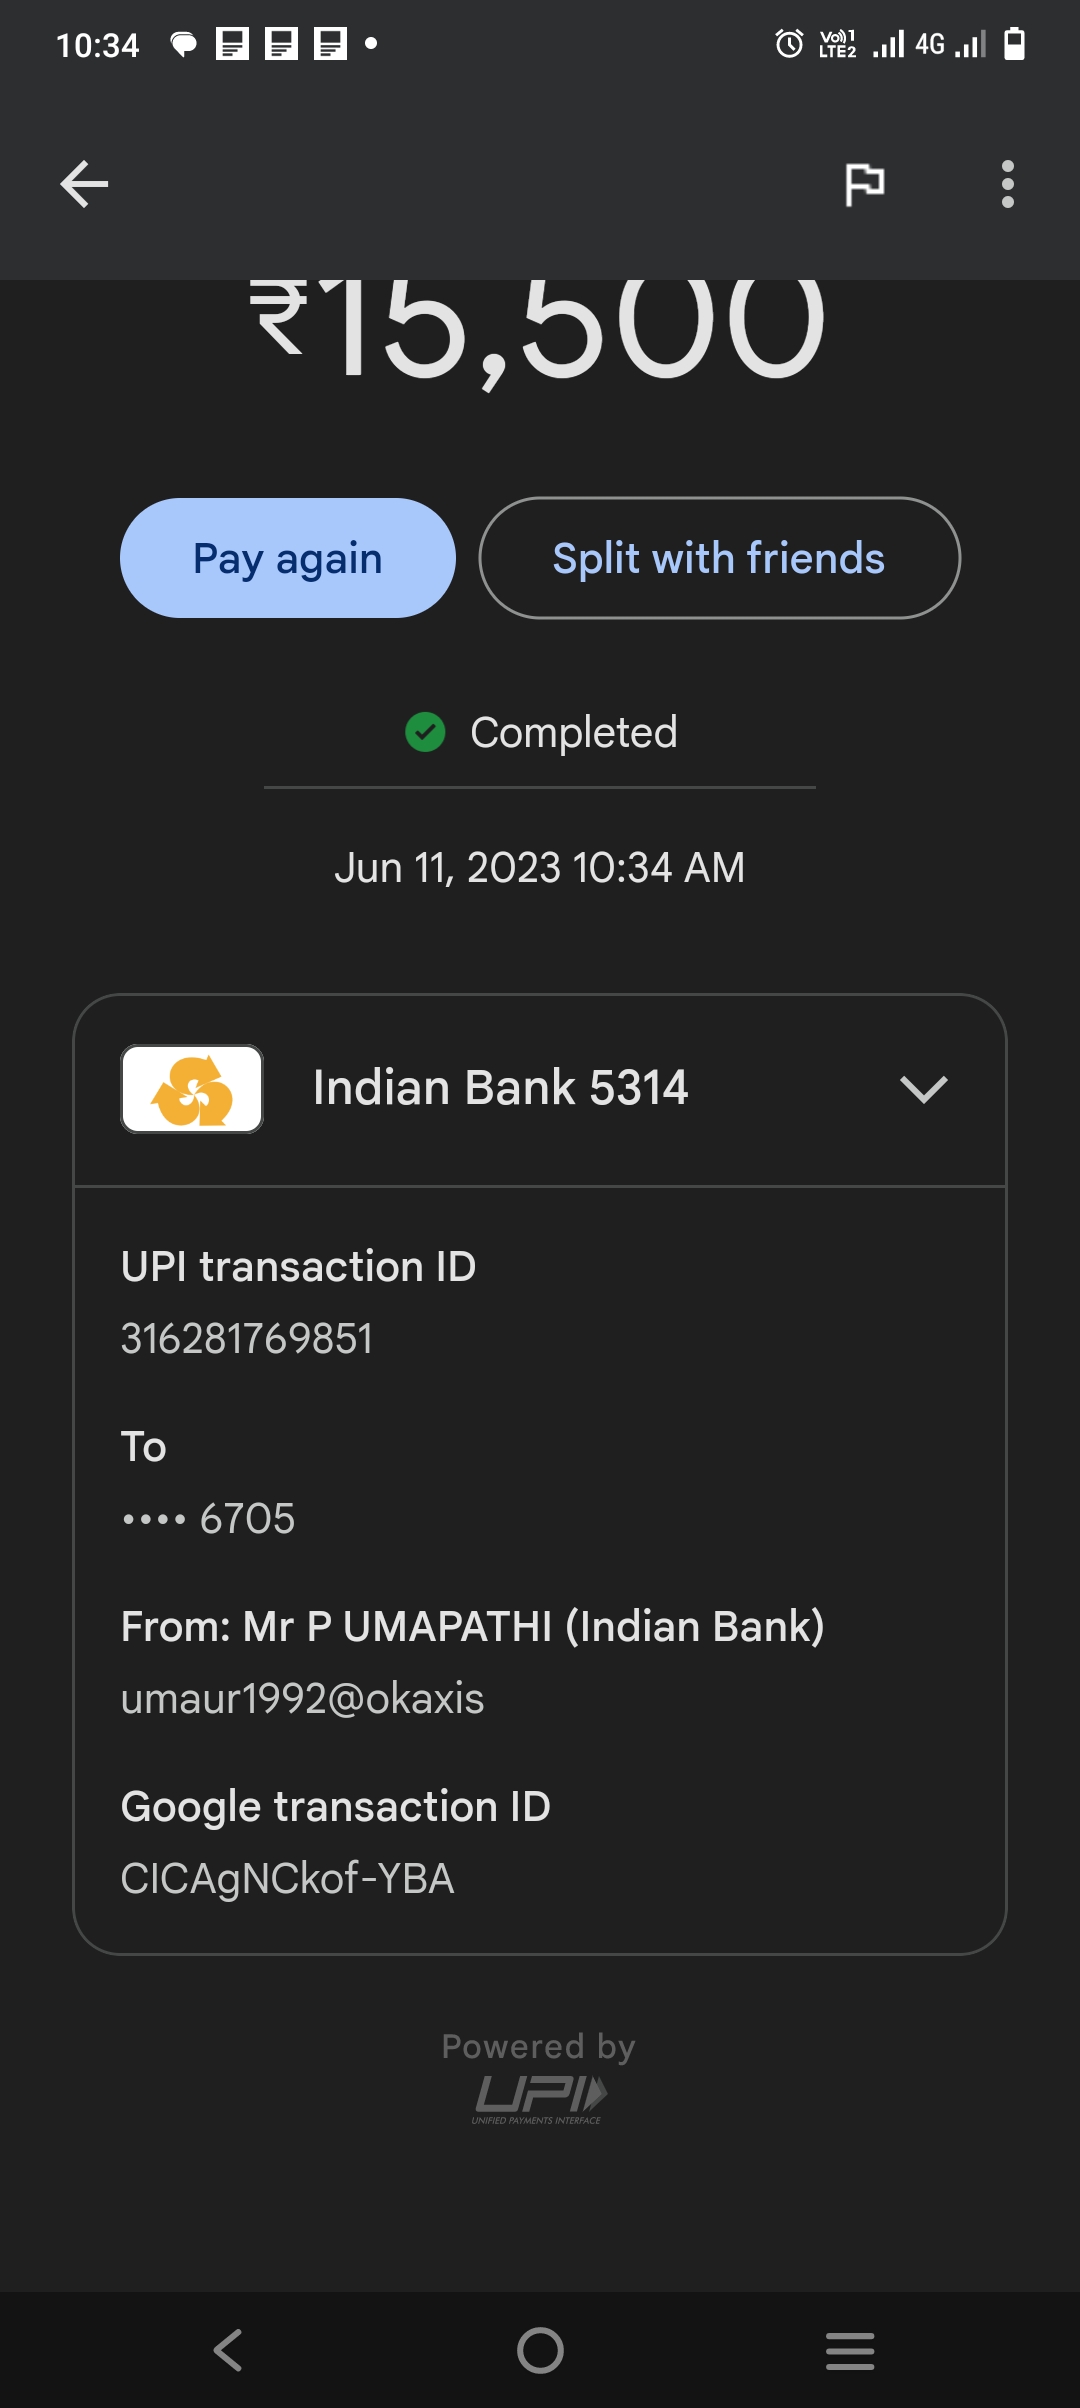 10:34
Vo))1
LTE2
4G
₹15,500
Pay again
Split with friends
Completed
Jun 11, 2023 10:34 AM
Indian Bank 5314
UPI transaction ID
316281769851
To
•••• 6705
From: Mr P UMAPATHI (Indian Bank)
umaur1992@okaxis
Google transaction ID
CICAgNCkof-YBA
Powered by
UPI
UNIFIED PAYMENTS INTERFACE